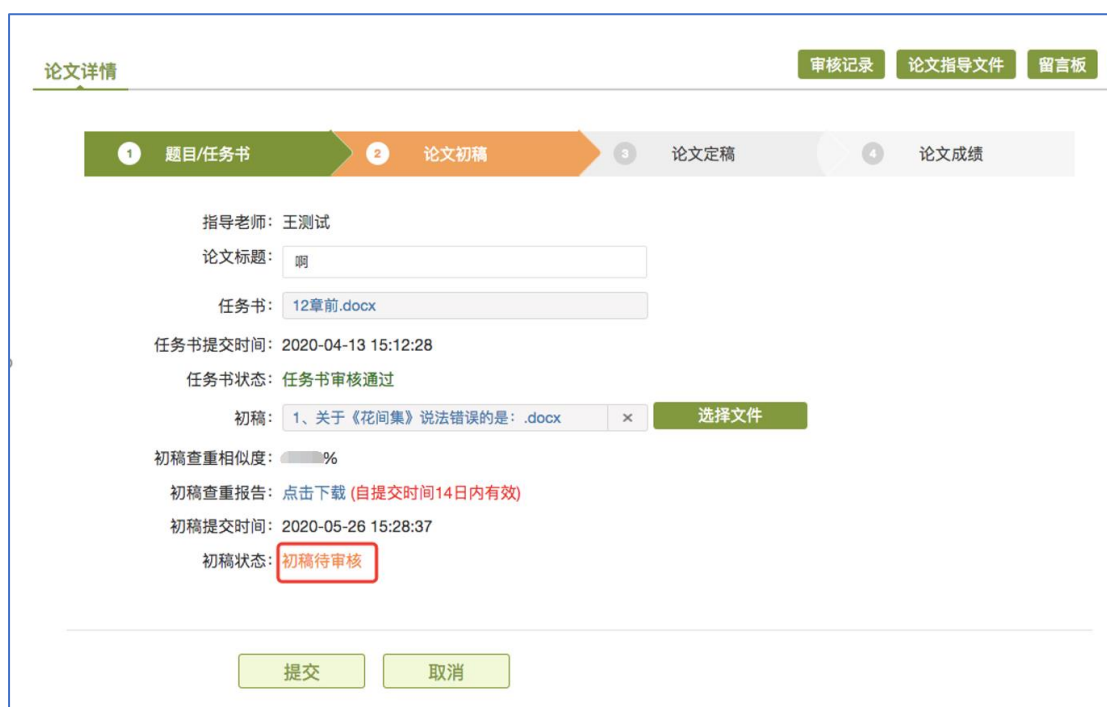 论文详情
审核记录 论文指导文件 留言板
1 题目/任务书 2 论文初稿 3 论文定稿 4 论文成绩
指导老师: 王测试
论文标题: 啊
任务书: 12章前.docx
任务书提交时间: 2020-04-13 15:12:28
任务书状态: 任务书审核通过
初稿: 1、关于《花间集》说法错误的是：.docx × 选择文件
初稿查重相似度: %
初稿查重报告: 点击下载 (自提交时间14日内有效)
初稿提交时间: 2020-05-26 15:28:37
初稿状态: 初稿待审核
提交 取消